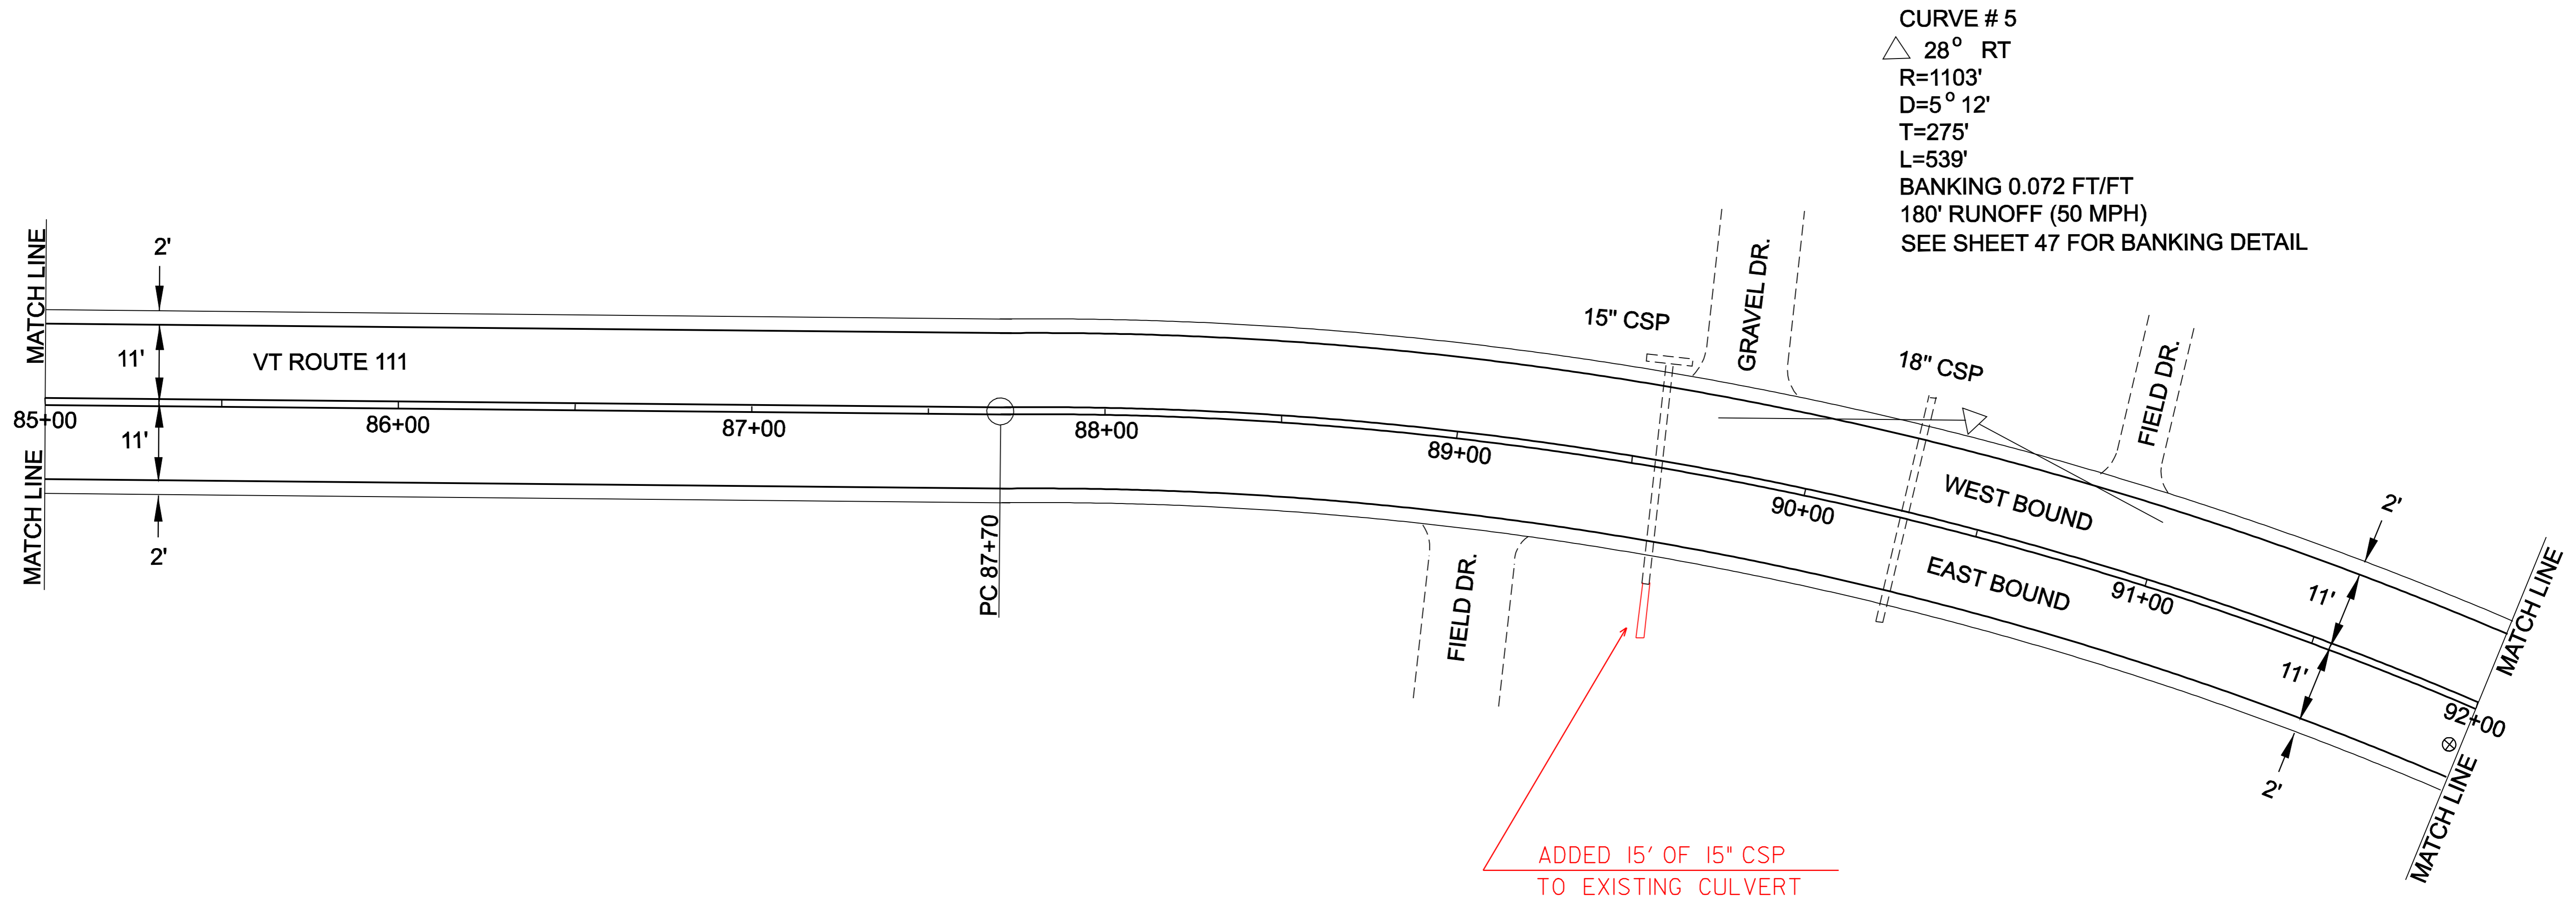 CURVE # 5
△ 28° RT
R=1103'
D=5° 12'
T=275'
L=539'
BANKING 0.072 FT/FT
180' RUNOFF (50 MPH)
SEE SHEET 47 FOR BANKING DETAIL
MATCH LINE
2'
11'
VT ROUTE 111
85+00
86+00
87+00
88+00
89+00
90+00
91+00
92+00
11'
MATCH LINE
2'
PC 87+70
15" CSP
GRAVEL DR.
18" CSP
FIELD DR.
WEST BOUND
EAST BOUND
FIELD DR.
2'
11'
11'
2'
MATCH LINE
MATCH LINE
ADDED 15' OF 15" CSP
TO EXISTING CULVERT